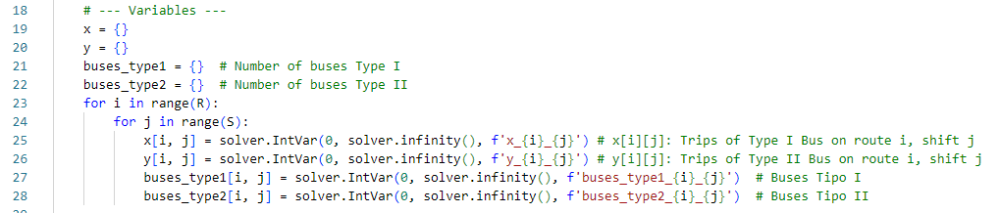 18 # --- Variables ---
19 x = {}
20 y = {}
21 buses_type1 = {}  # Number of buses Type I
22 buses_type2 = {}  # Number of buses Type II
23 for i in range(R):
24     for j in range(S):
25         x[i, j] = solver.IntVar(0, solver.infinity(), f'x_{i}_{j}') # x[i][j]: Trips of Type I Bus on route i, shift j
26         y[i, j] = solver.IntVar(0, solver.infinity(), f'y_{i}_{j}') # y[i][j]: Trips of Type II Bus on route i, shift j
27         buses_type1[i, j] = solver.IntVar(0, solver.infinity(), f'buses_type1_{i}_{j}')  # Buses Tipo I
28         buses_type2[i, j] = solver.IntVar(0, solver.infinity(), f'buses_type2_{i}_{j}')  # Buses Tipo II